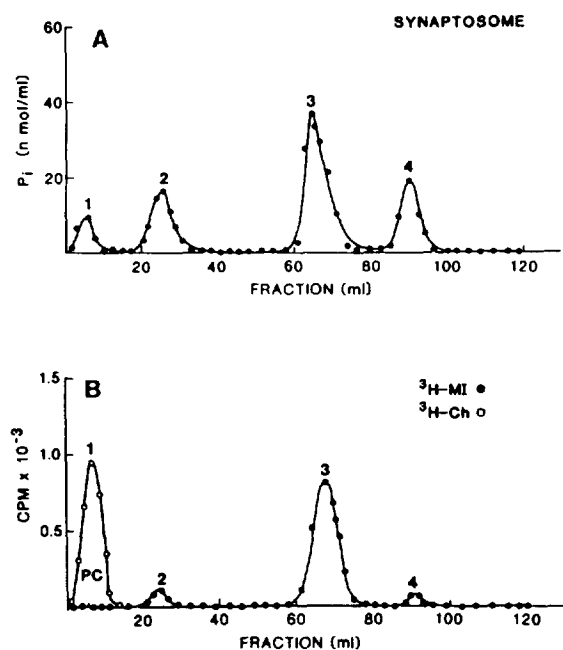 SYNAPTOSOME
A
Pi (n mol/ml)
60
40
20
1
2
3
4
0 20 40 60 80 100 120
FRACTION (ml)
B
³H-MI ●
³H-Ch ○
CPM x 10⁻³
1.5
1.0
0.5
1
PC
2
3
4
0 20 40 60 80 100 120
FRACTION (ml)